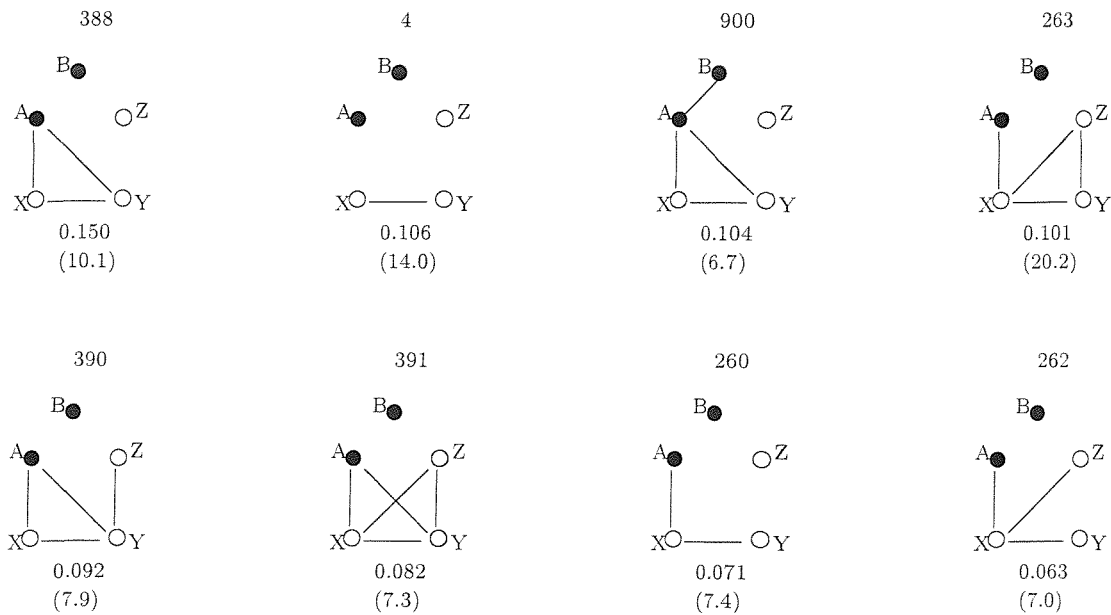 388 4 900 263
B B B B
A Z A Z A Z A Z
X Y X Y X Y X Y
0.150 0.106 0.104 0.101
(10.1) (14.0) (6.7) (20.2)
390 391 260 262
B B B B
A Z A Z A Z A Z
X Y X Y X Y X Y
0.092 0.082 0.071 0.063
(7.9) (7.3) (7.4) (7.0)